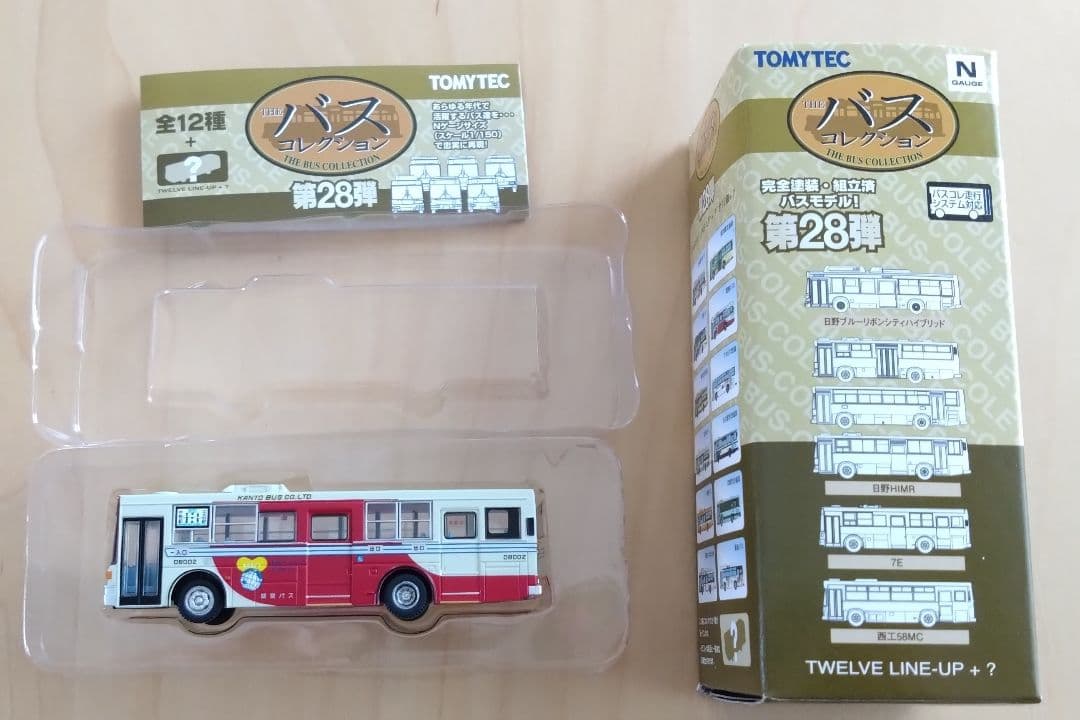 TOMYTEC
全12種
+
?
TWELVE LINE-UP + ?
THE
バス
コレクション
THE BUS COLLECTION
第28弾
あらゆる年代で
活躍するバス達を・・・
Nゲージサイズ
(スケール1/150)
で忠実に再現!
KANTO BUS CO.,LTD.
入口
D8002
関東バス
出口
D8002
TOMYTEC
N
GAUGE
THE
バス
コレクション
THE BUS COLLECTION
完全塗装・組立済
バスモデル!
第28弾
バスコレ走行
システム対応
日野ブルーリボンシティハイブリッド
日野HIMR
7E
西工58MC
TWELVE LINE-UP + ?
?